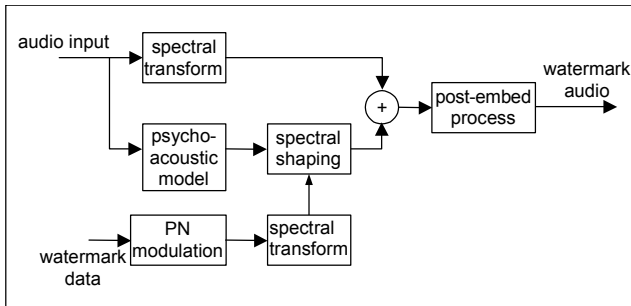 audio input
spectral
transform
+
post-embed
process
watermark
audio
psycho-
acoustic
model
spectral
shaping
PN
modulation
spectral
transform
watermark
data